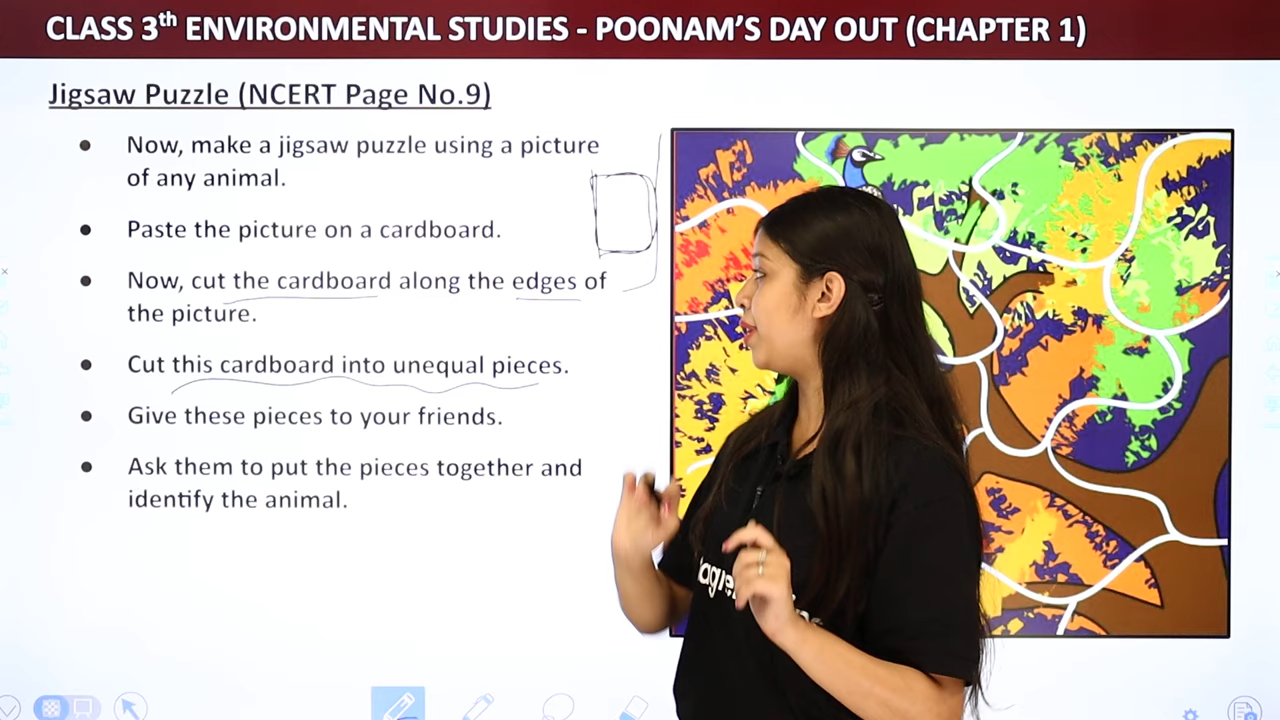 CLASS 3th ENVIRONMENTAL STUDIES - POONAM'S DAY OUT (CHAPTER 1)
Jigsaw Puzzle (NCERT Page No.9)
Now, make a jigsaw puzzle using a picture
of any animal.
Paste the picture on a cardboard.
Now, cut the cardboard along the edges of
the picture.
Cut this cardboard into unequal pieces.
Give these pieces to your friends.
Ask them to put the pieces together and
identify the animal.